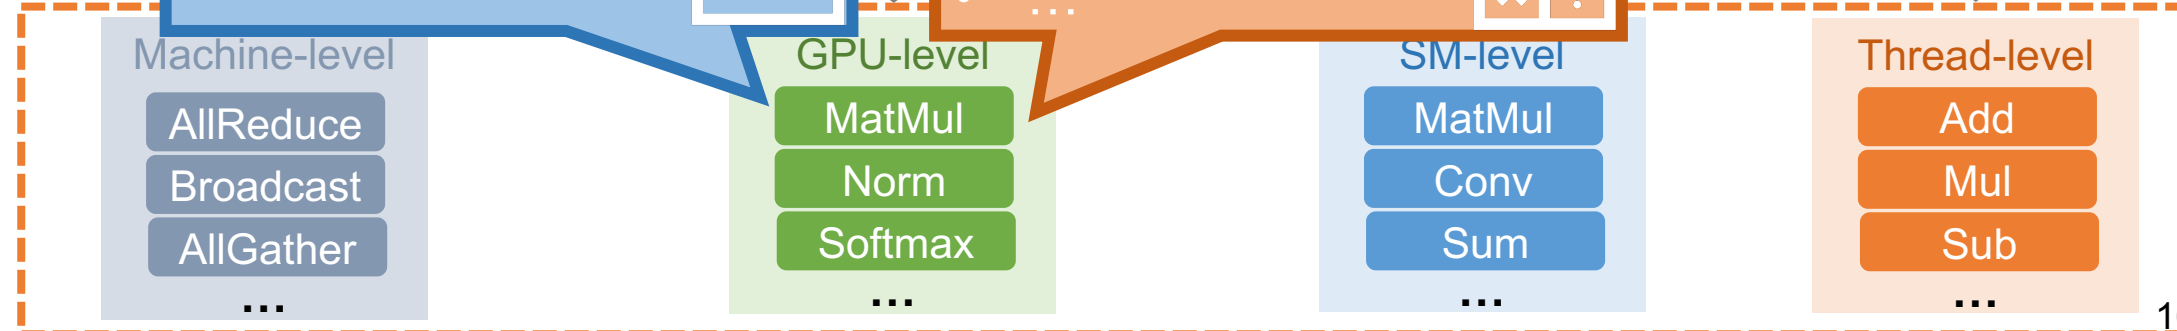 ...
Machine-level
AllReduce
Broadcast
AllGather
...
GPU-level
MatMul
Norm
Softmax
...
SM-level
MatMul
Conv
Sum
...
Thread-level
Add
Mul
Sub
...